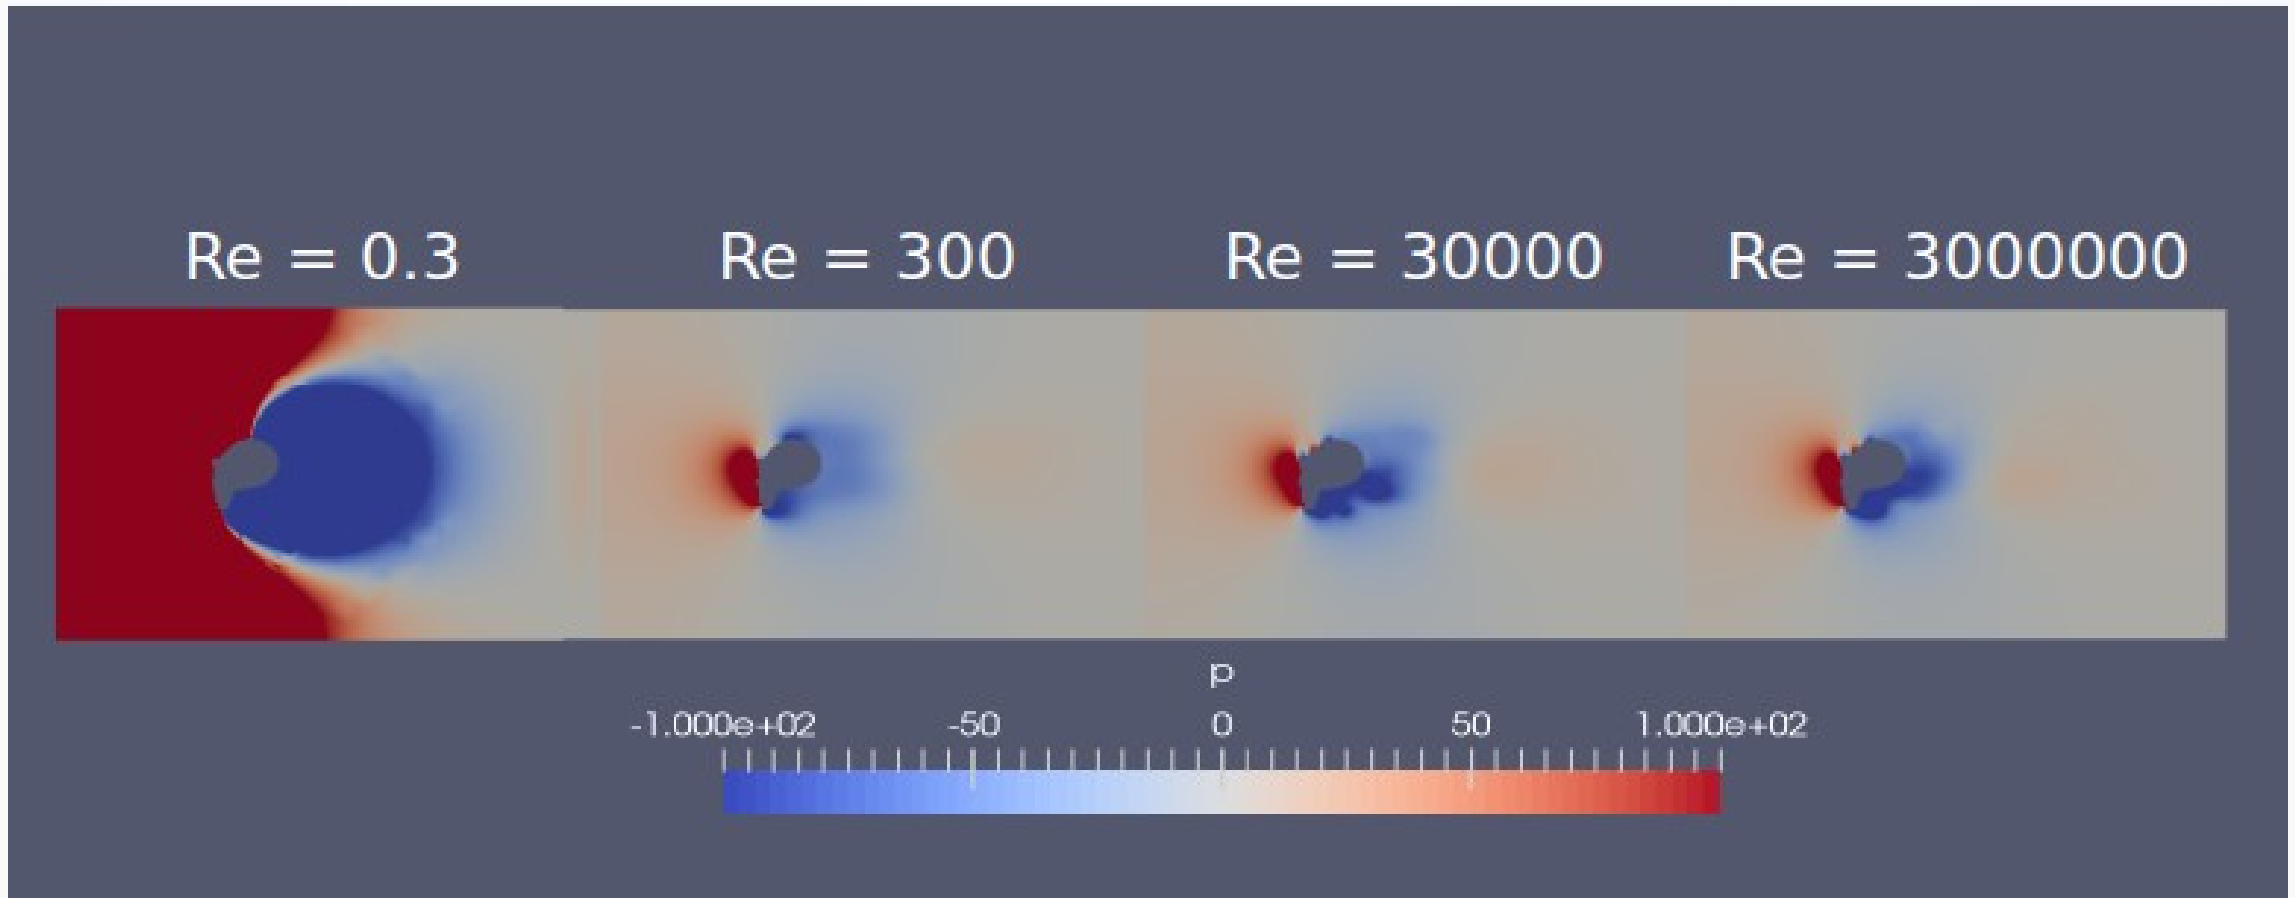 Re = 0.3 Re = 300 Re = 30000 Re = 3000000
p
-1.000e+02 -50 0 50 1.000e+02